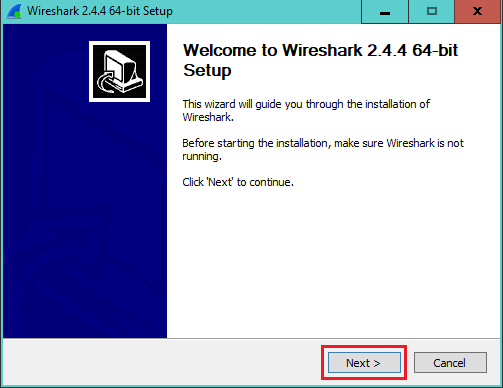 Wireshark 2.4.4 64-bit Setup
Welcome to Wireshark 2.4.4 64-bit
Setup
This wizard will guide you through the installation of
Wireshark.
Before starting the installation, make sure Wireshark is not
running.
Click 'Next' to continue.
Next >
Cancel